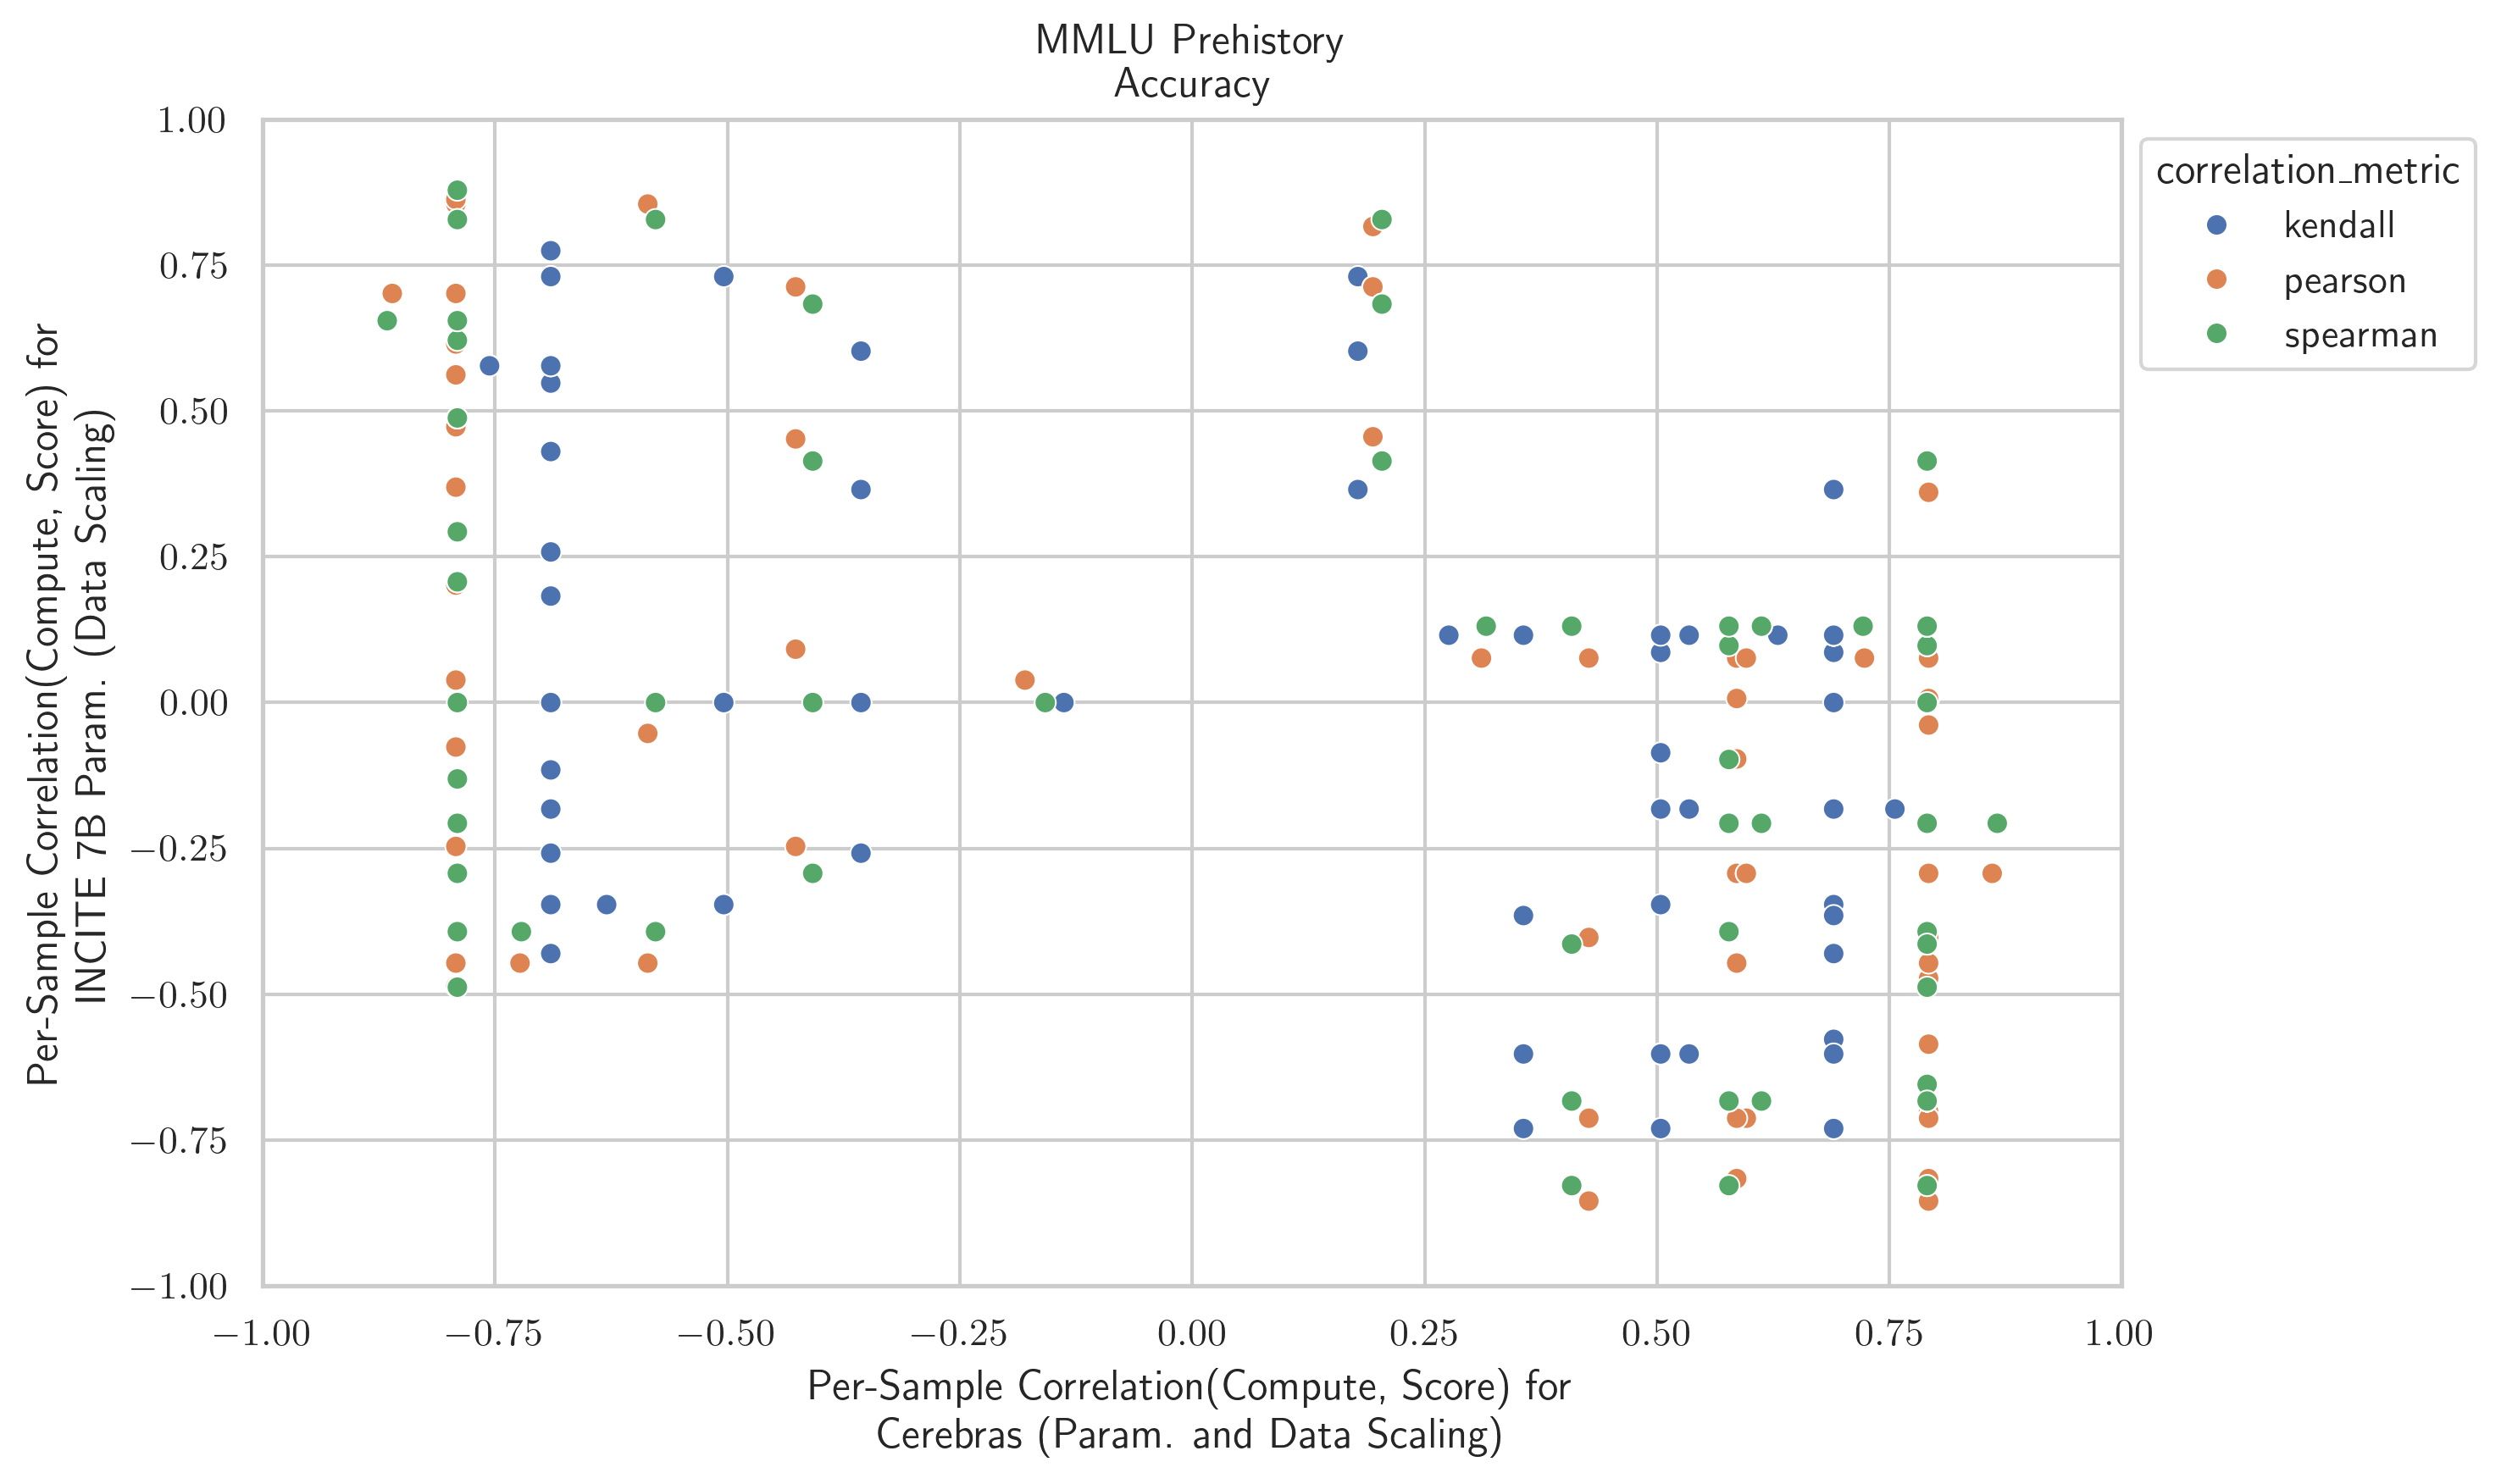 MMLU Prehistory
Accuracy
1.00
0.75
0.50
0.25
0.00
−0.25
−0.50
−0.75
−1.00
Per-Sample Correlation(Compute, Score) for
INCITE 7B Param. (Data Scaling)
−1.00 −0.75 −0.50 −0.25 0.00 0.25 0.50 0.75 1.00
Per-Sample Correlation(Compute, Score) for
Cerebras (Param. and Data Scaling)
correlation_metric
kendall
pearson
spearman